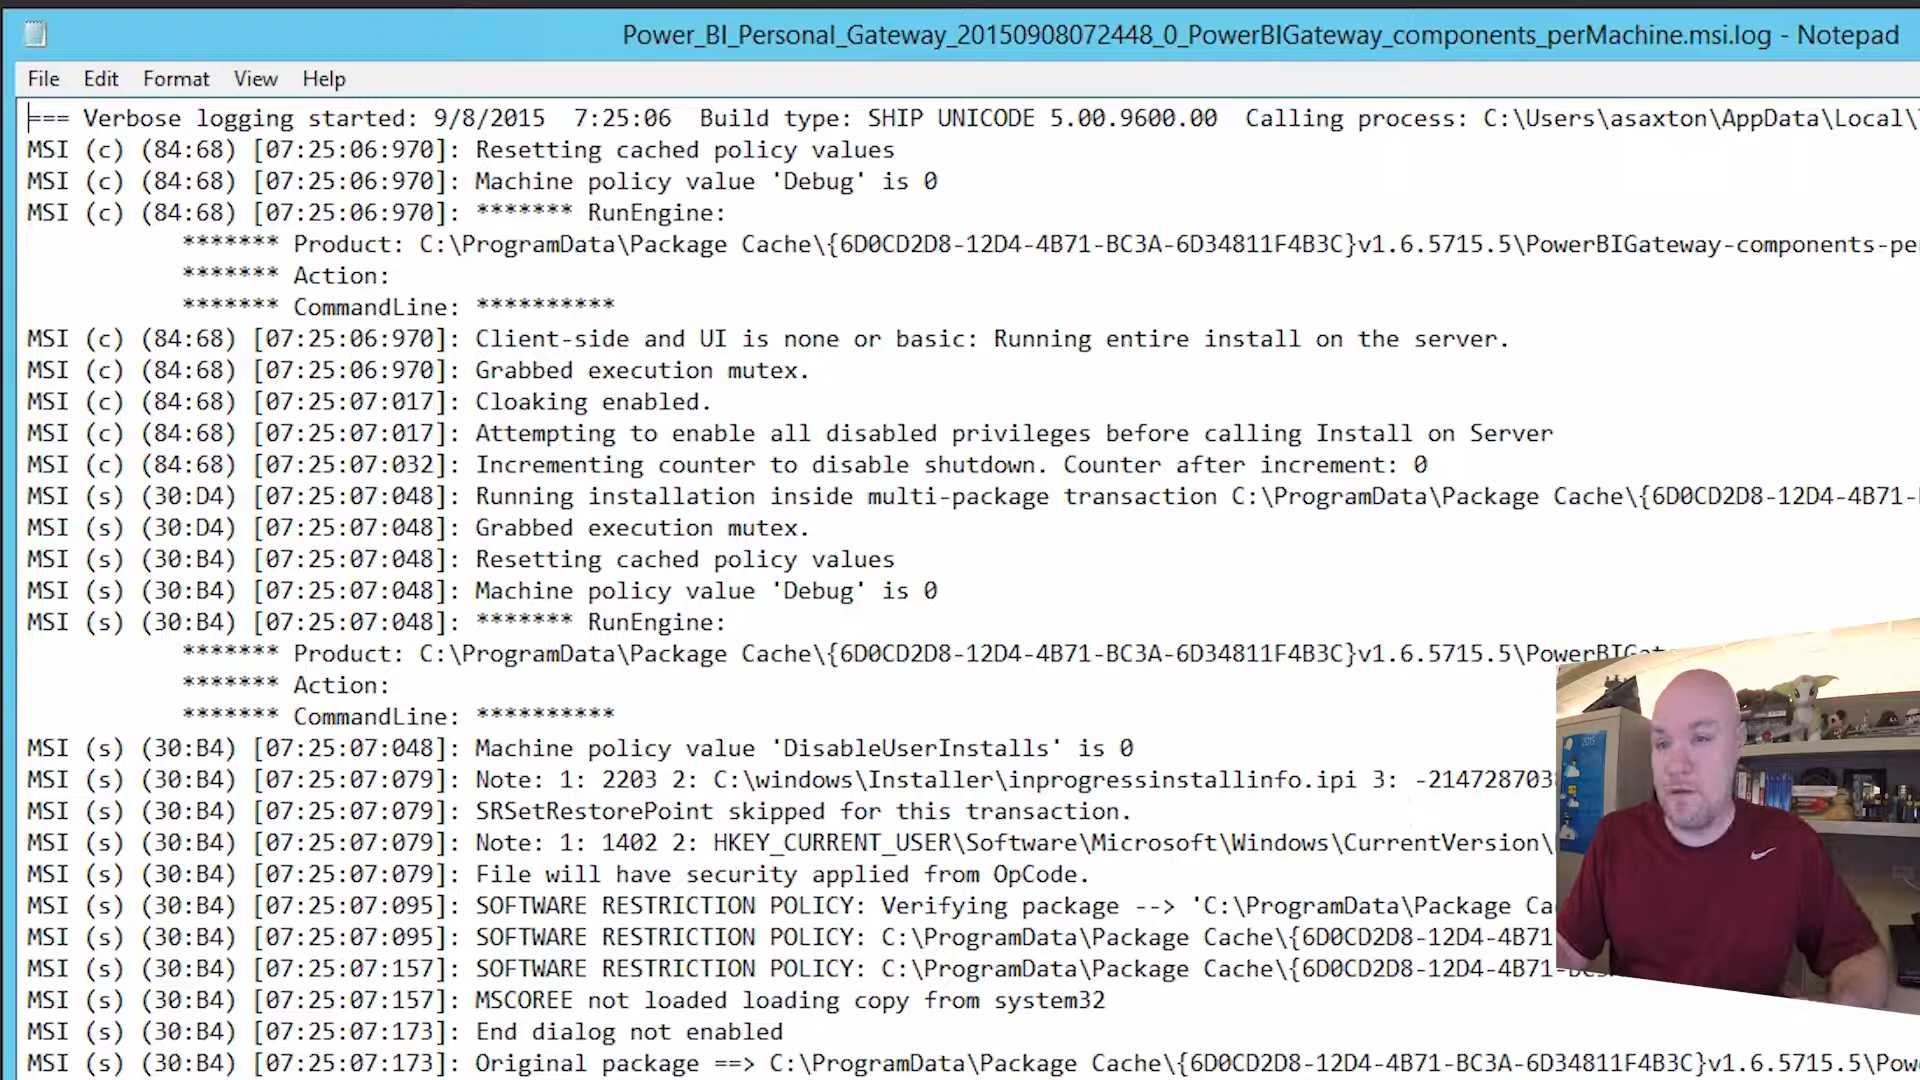 Power_BI_Personal_Gateway_20150908072448_0_PowerBIGateway_components_perMachine.msi.log - Notepad
File Edit Format View Help
=== Verbose logging started: 9/8/2015  7:25:06  Build type: SHIP UNICODE 5.00.9600.00  Calling process: C:\Users\asaxton\AppData\Local\
MSI (c) (84:68) [07:25:06:970]: Resetting cached policy values
MSI (c) (84:68) [07:25:06:970]: Machine policy value 'Debug' is 0
MSI (c) (84:68) [07:25:06:970]: ******* RunEngine:
******* Product: C:\ProgramData\Package Cache\{6D0CD2D8-12D4-4B71-BC3A-6D34811F4B3C}v1.6.5715.5\PowerBIGateway-components-pe
******* Action:
******* CommandLine: **********
MSI (c) (84:68) [07:25:06:970]: Client-side and UI is none or basic: Running entire install on the server.
MSI (c) (84:68) [07:25:06:970]: Grabbed execution mutex.
MSI (c) (84:68) [07:25:07:017]: Cloaking enabled.
MSI (c) (84:68) [07:25:07:017]: Attempting to enable all disabled privileges before calling Install on Server
MSI (c) (84:68) [07:25:07:032]: Incrementing counter to disable shutdown. Counter after increment: 0
MSI (s) (30:D4) [07:25:07:048]: Running installation inside multi-package transaction C:\ProgramData\Package Cache\{6D0CD2D8-12D4-4B71-
MSI (s) (30:D4) [07:25:07:048]: Grabbed execution mutex.
MSI (s) (30:B4) [07:25:07:048]: Resetting cached policy values
MSI (s) (30:B4) [07:25:07:048]: Machine policy value 'Debug' is 0
MSI (s) (30:B4) [07:25:07:048]: ******* RunEngine:
******* Product: C:\ProgramData\Package Cache\{6D0CD2D8-12D4-4B71-BC3A-6D34811F4B3C}v1.6.5715.5\PowerBIGat
******* Action:
******* CommandLine: **********
MSI (s) (30:B4) [07:25:07:048]: Machine policy value 'DisableUserInstalls' is 0
MSI (s) (30:B4) [07:25:07:079]: Note: 1: 2203 2: C:\windows\Installer\inprogressinstallinfo.ipi 3: -214728703
MSI (s) (30:B4) [07:25:07:079]: SRSetRestorePoint skipped for this transaction.
MSI (s) (30:B4) [07:25:07:079]: Note: 1: 1402 2: HKEY_CURRENT_USER\Software\Microsoft\Windows\CurrentVersion\
MSI (s) (30:B4) [07:25:07:079]: File will have security applied from OpCode.
MSI (s) (30:B4) [07:25:07:095]: SOFTWARE RESTRICTION POLICY: Verifying package --> 'C:\ProgramData\Package Ca
MSI (s) (30:B4) [07:25:07:095]: SOFTWARE RESTRICTION POLICY: C:\ProgramData\Package Cache\{6D0CD2D8-12D4-4B71
MSI (s) (30:B4) [07:25:07:157]: SOFTWARE RESTRICTION POLICY: C:\ProgramData\Package Cache\{6D0CD2D8-12D4-4B71-BC3A
MSI (s) (30:B4) [07:25:07:157]: MSCOREE not loaded loading copy from system32
MSI (s) (30:B4) [07:25:07:173]: End dialog not enabled
MSI (s) (30:B4) [07:25:07:173]: Original package ==> C:\ProgramData\Package Cache\{6D0CD2D8-12D4-4B71-BC3A-6D34811F4B3C}v1.6.5715.5\Pow
2015